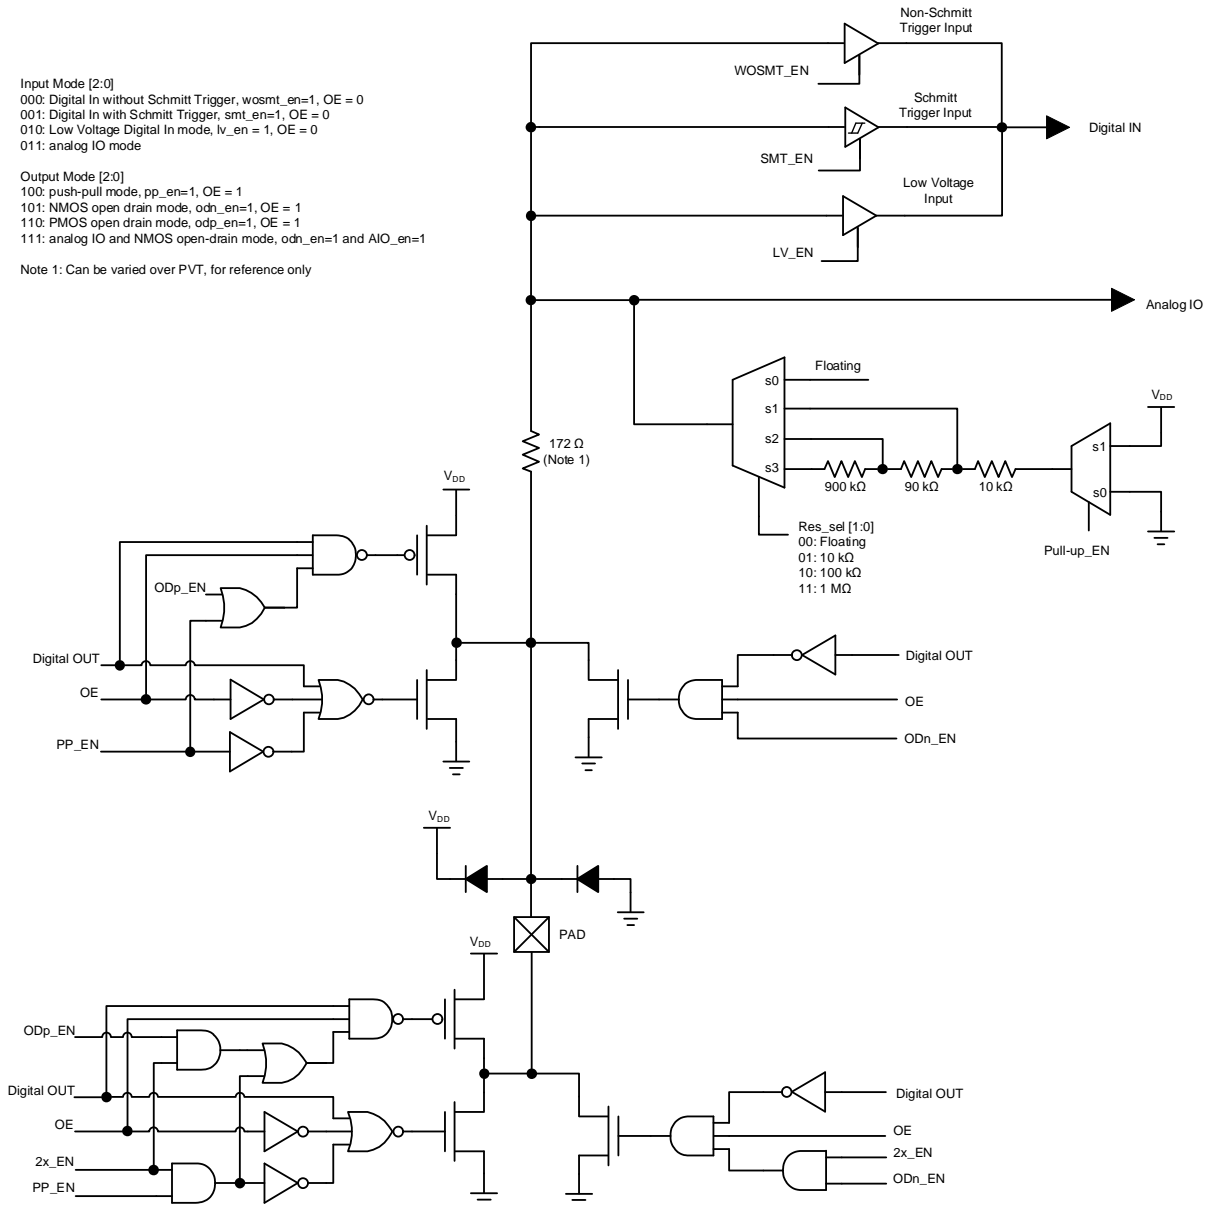 Non-Schmitt
Trigger Input
WOSMT_EN
Input Mode [2:0]
000: Digital In without Schmitt Trigger, wosmt_en=1, OE = 0
001: Digital In with Schmitt Trigger, smt_en=1, OE = 0
010: Low Voltage Digital In mode, lv_en = 1, OE = 0
011: analog IO mode
Output Mode [2:0]
100: push-pull mode, pp_en=1, OE = 1
101: NMOS open drain mode, odn_en=1, OE = 1
110: PMOS open drain mode, odp_en=1, OE = 1
111: analog IO and NMOS open-drain mode, odn_en=1 and AIO_en=1
Note 1: Can be varied over PVT, for reference only
Schmitt
Trigger Input
Digital IN
SMT_EN
Low Voltage
Input
LV_EN
Analog IO
Floating
s0
s1
s2
s3
900 kΩ
90 kΩ
10 kΩ
VDD
s1
s0
Pull-up_EN
Res_sel [1:0]
00: Floating
01: 10 kΩ
10: 100 kΩ
11: 1 MΩ
172 Ω
(Note 1)
VDD
ODp_EN
Digital OUT
OE
PP_EN
Digital OUT
OE
ODn_EN
VDD
PAD
VDD
ODp_EN
Digital OUT
OE
2x_EN
PP_EN
Digital OUT
OE
2x_EN
ODn_EN